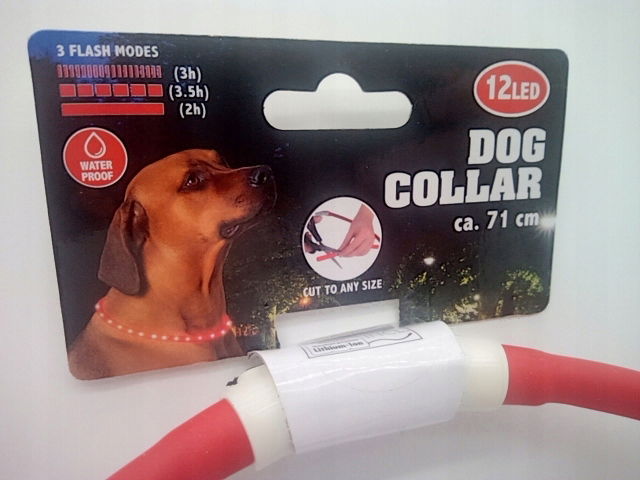 3 FLASH MODES
(3h)
(3.5h)
(2h)
WATER
PROOF
12LED
DOG
COLLAR
ca. 71 cm
CUT TO ANY SIZE
Lithium-Ion